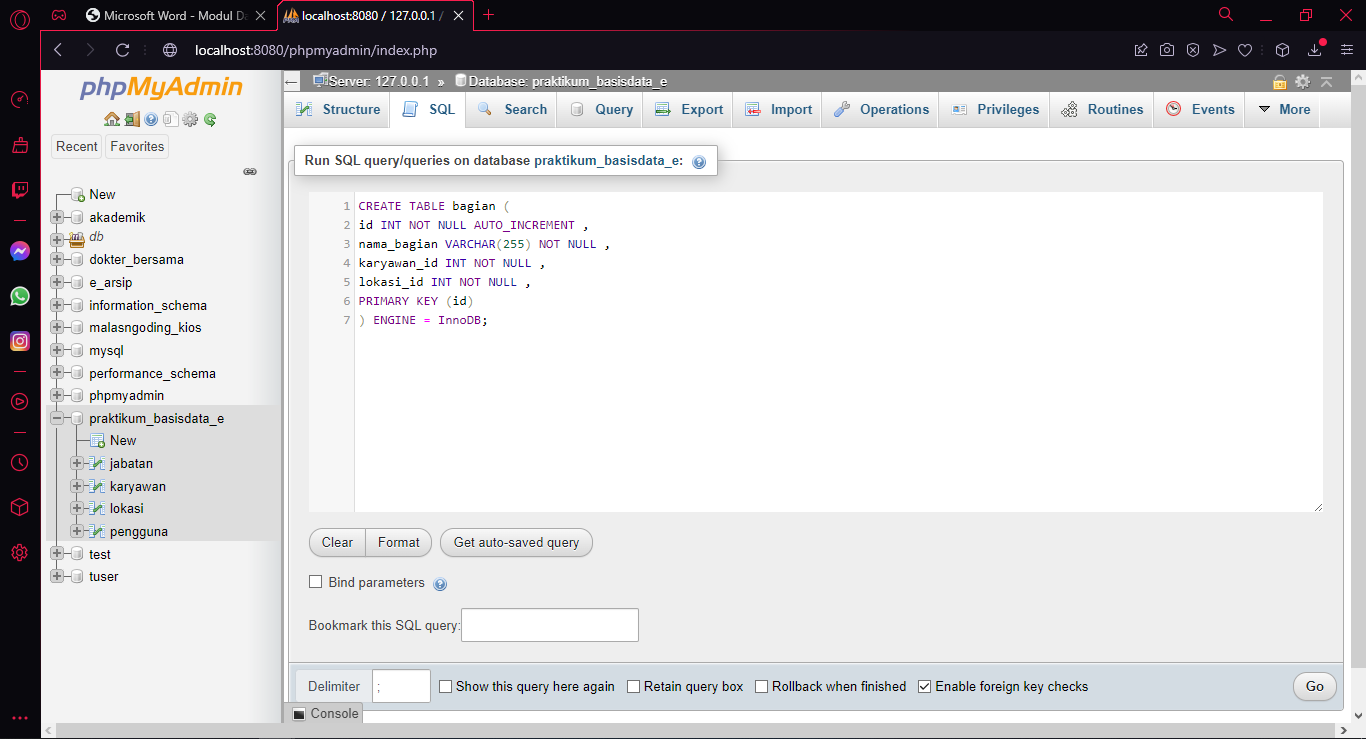 Microsoft Word - Modul Da
localhost:8080 / 127.0.0.1 /
localhost:8080/phpmyadmin/index.php
phpMyAdmin
Recent
Favorites
New
akademik
db
dokter_bersama
e_arsip
information_schema
malasngoding_kios
mysql
performance_schema
phpmyadmin
praktikum_basisdata_e
New
jabatan
karyawan
lokasi
pengguna
test
tuser
Server: 127.0.0.1 » Database: praktikum_basisdata_e
Structure
SQL
Search
Query
Export
Import
Operations
Privileges
Routines
Events
More
Run SQL query/queries on database praktikum_basisdata_e:
1 CREATE TABLE bagian (
2 id INT NOT NULL AUTO_INCREMENT ,
3 nama_bagian VARCHAR(255) NOT NULL ,
4 karyawan_id INT NOT NULL ,
5 lokasi_id INT NOT NULL ,
6 PRIMARY KEY (id)
7 ) ENGINE = InnoDB;
Clear
Format
Get auto-saved query
Bind parameters
Bookmark this SQL query:
Delimiter
;
Show this query here again
Retain query box
Rollback when finished
Enable foreign key checks
Go
Console